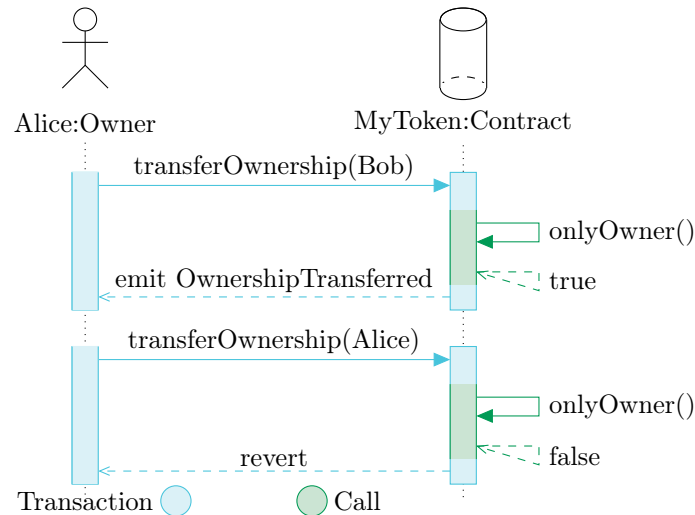 Alice:Owner
MyToken:Contract
transferOwnership(Bob)
onlyOwner()
emit OwnershipTransferred
true
transferOwnership(Alice)
onlyOwner()
revert
false
Transaction
Call